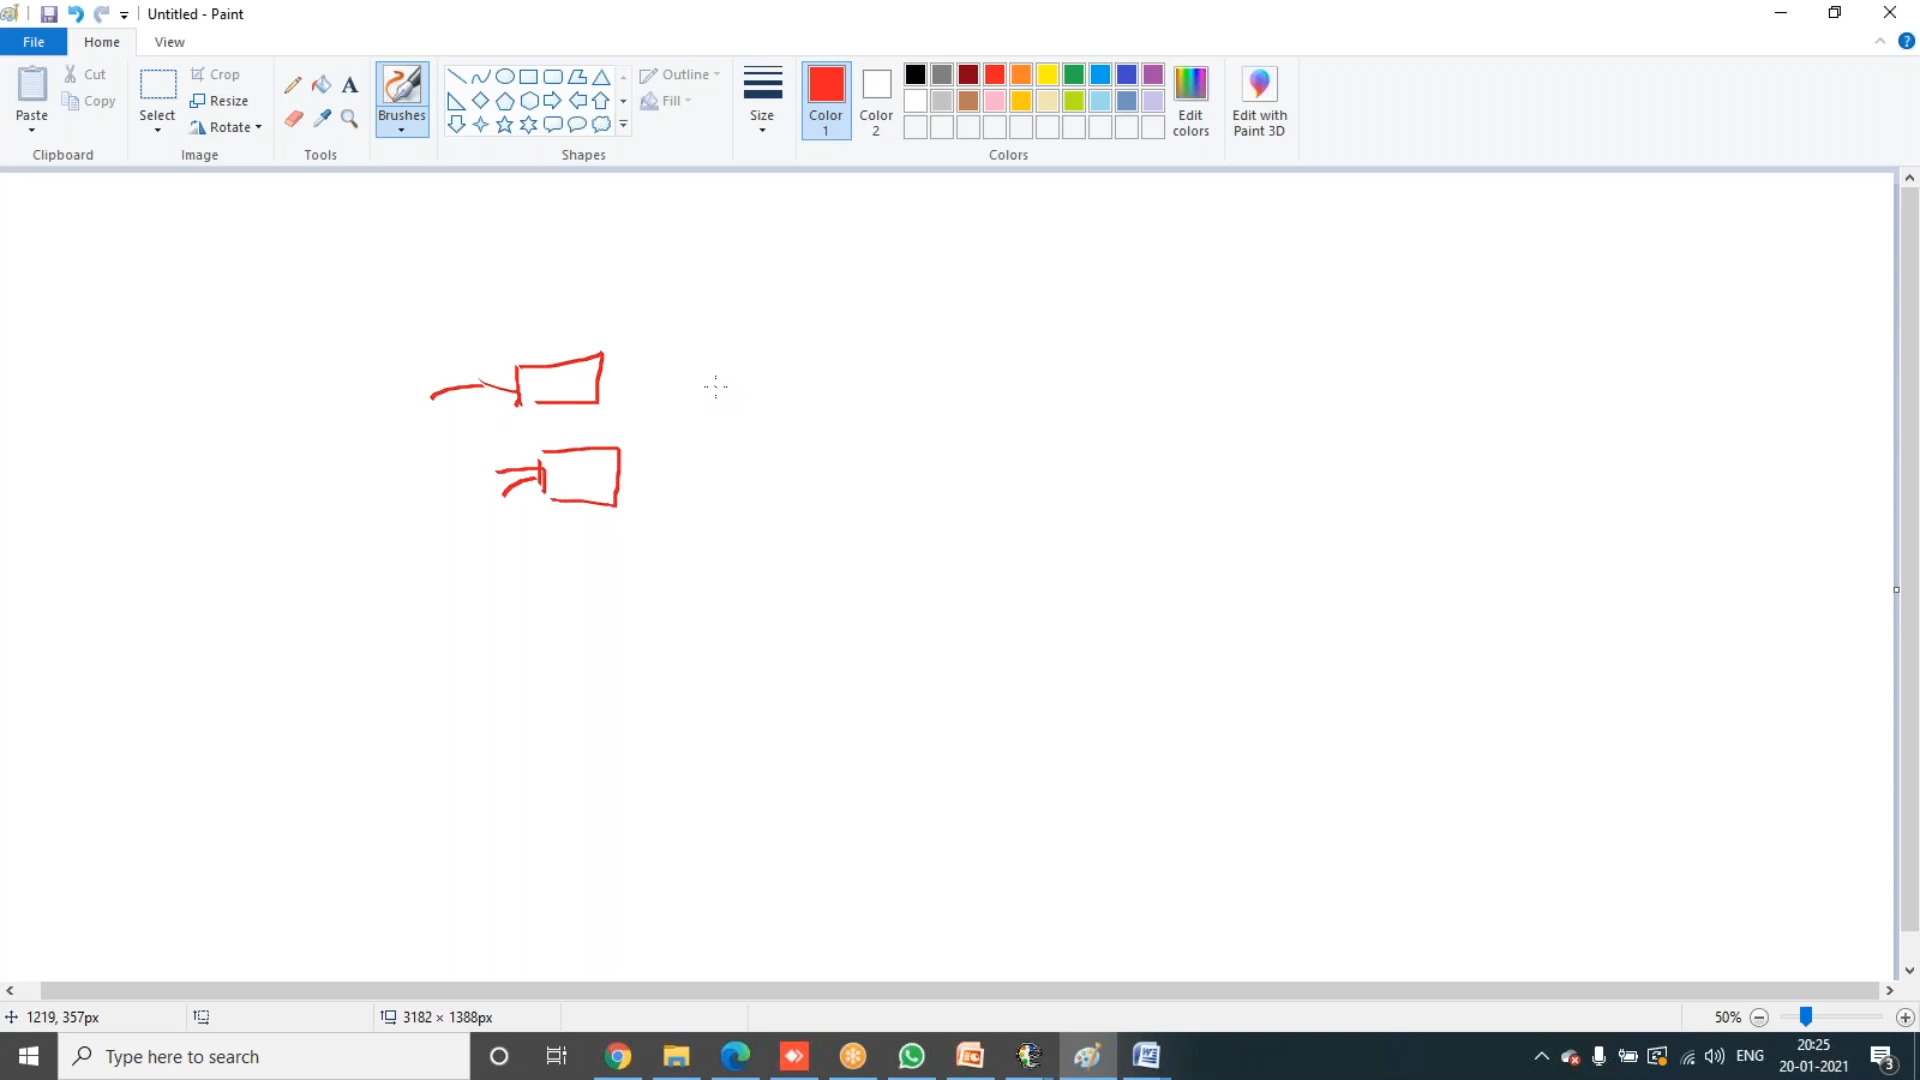 Untitled - Paint
File Home View
Paste
Cut
Copy
Clipboard
Select
Crop
Resize
Rotate
Image
A
Tools
Brushes
Shapes
Outline
Fill
Size
Color 1
Color 2
Colors
Edit colors
Edit with Paint 3D
1219, 357px
3182 × 1388px
50%
Type here to search
ENG
20:25
20-01-2021
3